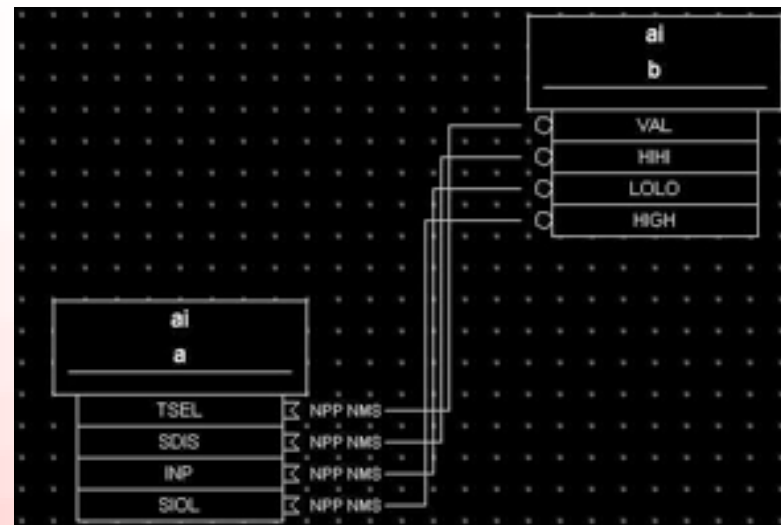 ai
b
VAL
HIHI
LOLO
HIGH
ai
a
TSEL NPP NMS
SDIS NPP NMS
INP NPP NMS
SIOL NPP NMS